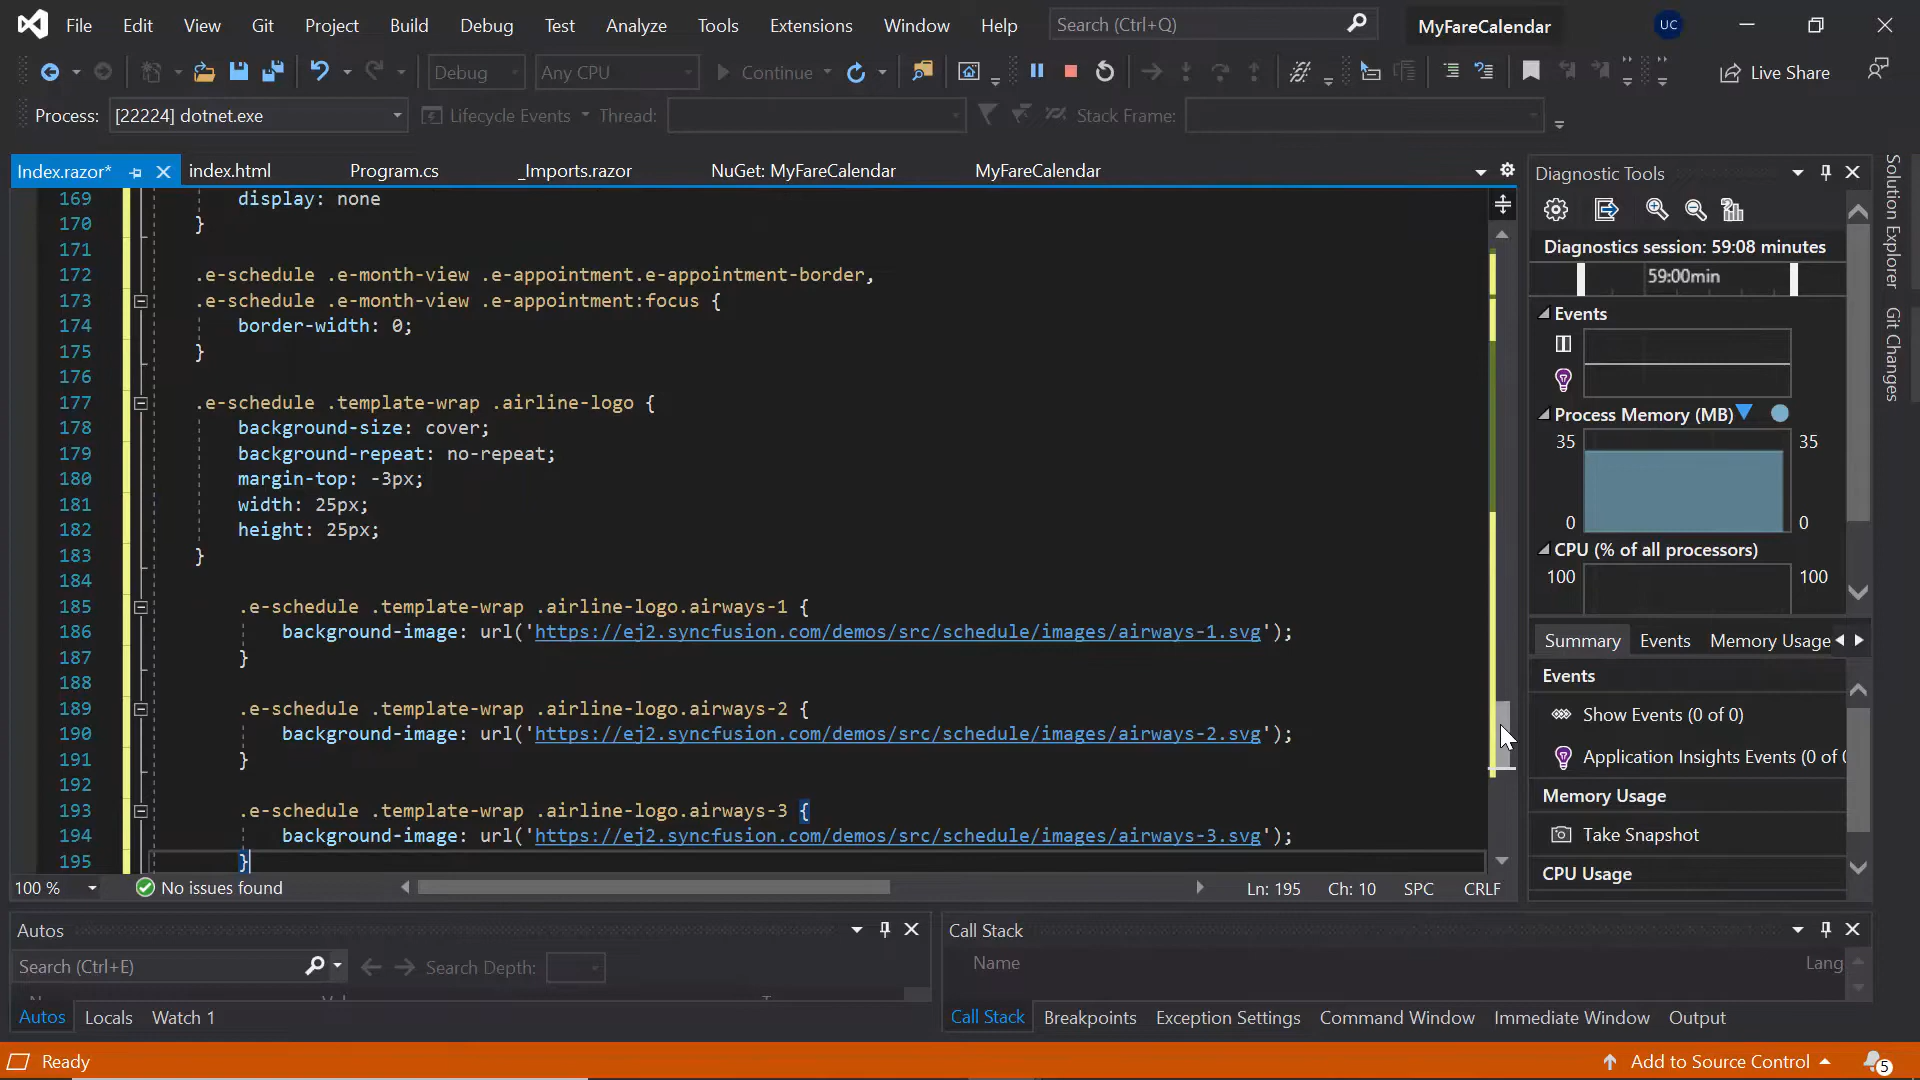 File Edit View Git Project Build Debug Test Analyze Tools Extensions Window Help Search (Ctrl+Q) MyFareCalendar UC
Debug Any CPU Continue Live Share
Process: [22224] dotnet.exe Lifecycle Events Thread: Stack Frame:
Index.razor* index.html Program.cs _Imports.razor NuGet: MyFareCalendar MyFareCalendar
169 display: none
170 }
171
172 .e-schedule .e-month-view .e-appointment.e-appointment-border,
173 .e-schedule .e-month-view .e-appointment:focus {
174 border-width: 0;
175 }
176
177 .e-schedule .template-wrap .airline-logo {
178 background-size: cover;
179 background-repeat: no-repeat;
180 margin-top: -3px;
181 width: 25px;
182 height: 25px;
183 }
184
185 .e-schedule .template-wrap .airline-logo.airways-1 {
186 background-image: url('https://ej2.syncfusion.com/demos/src/schedule/images/airways-1.svg');
187 }
188
189 .e-schedule .template-wrap .airline-logo.airways-2 {
190 background-image: url('https://ej2.syncfusion.com/demos/src/schedule/images/airways-2.svg');
191 }
192
193 .e-schedule .template-wrap .airline-logo.airways-3 {
194 background-image: url('https://ej2.syncfusion.com/demos/src/schedule/images/airways-3.svg');
195 }
100 % No issues found Ln: 195 Ch: 10 SPC CRLF
Diagnostic Tools
Diagnostics session: 59:08 minutes
59:00min
Events
Process Memory (MB)
35 35
0 0
CPU (% of all processors)
100 100
Summary Events Memory Usage
Events
Show Events (0 of 0)
Application Insights Events (0 of 0
Memory Usage
Take Snapshot
CPU Usage
Solution Explorer
Git Changes
Autos
Search (Ctrl+E) Search Depth:
Autos Locals Watch 1
Call Stack
Name Lang
Call Stack Breakpoints Exception Settings Command Window Immediate Window Output
Ready Add to Source Control 5